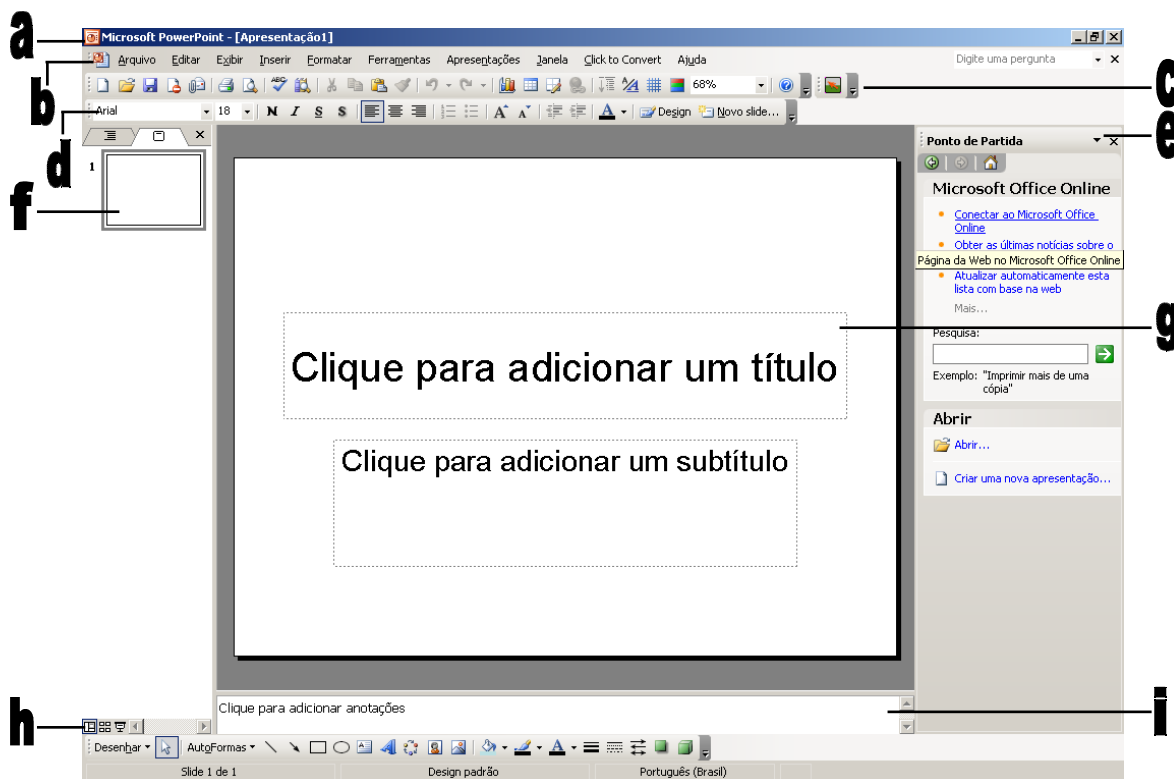 a
Microsoft PowerPoint - [Apresentação1]
b
Arquivo Editar Exibir Inserir Formatar Ferramentas Apresentações Janela Click to Convert Ajuda Digite uma pergunta
68%
c
d
Arial 18 N I S S A A A Design Novo slide...
e
f
1
Ponto de Partida
Microsoft Office Online
Conectar ao Microsoft Office
Online
Obter as últimas notícias sobre o
Página da Web no Microsoft Office Online
Atualizar automaticamente esta
lista com base na web
Mais...
g
Pesquisa:
Exemplo: "Imprimir mais de uma
cópia"
Abrir
Abrir...
Criar uma nova apresentação...
Clique para adicionar um título
Clique para adicionar um subtítulo
h
Clique para adicionar anotações
i
Desenhar AutoFormas A A
Slide 1 de 1 Design padrão Português (Brasil)